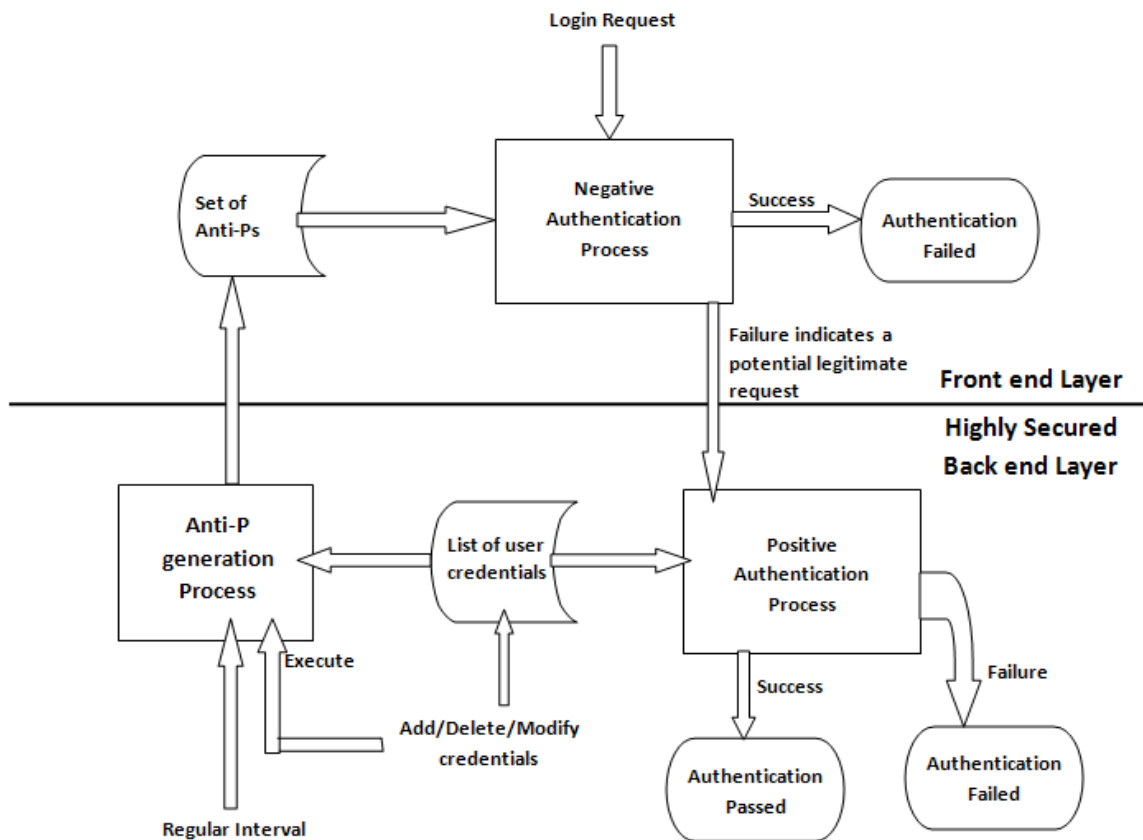 Login Request
Set of
Anti-Ps
Negative
Authentication
Process
Success
Authentication
Failed
Failure indicates a
potential legitimate
request
Front end Layer
Highly Secured
Back end Layer
Anti-P
generation
Process
List of user
credentials
Positive
Authentication
Process
Execute
Success
Failure
Add/Delete/Modify
credentials
Authentication
Passed
Authentication
Failed
Regular Interval